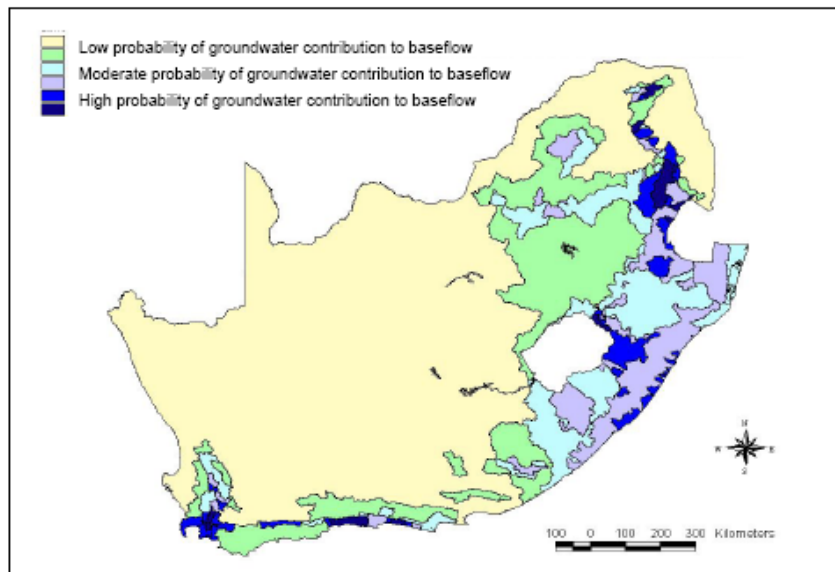 Low probability of groundwater contribution to baseflow
Moderate probability of groundwater contribution to baseflow
High probability of groundwater contribution to baseflow
N
W E
S
100 0 100 200 300 Kilometers